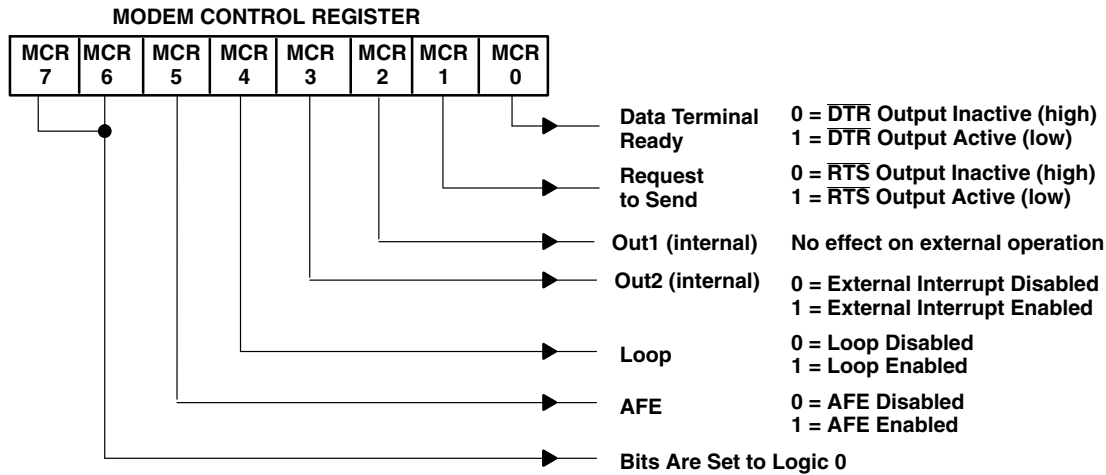 MODEM CONTROL REGISTER
MCR 7 MCR 6 MCR 5 MCR 4 MCR 3 MCR 2 MCR 1 MCR 0
Data Terminal Ready
0 = D̅T̅R̅ Output Inactive (high)
1 = D̅T̅R̅ Output Active (low)
Request to Send
0 = R̅T̅S̅ Output Inactive (high)
1 = R̅T̅S̅ Output Active (low)
Out1 (internal) No effect on external operation
Out2 (internal)
0 = External Interrupt Disabled
1 = External Interrupt Enabled
Loop
0 = Loop Disabled
1 = Loop Enabled
AFE
0 = AFE Disabled
1 = AFE Enabled
Bits Are Set to Logic 0